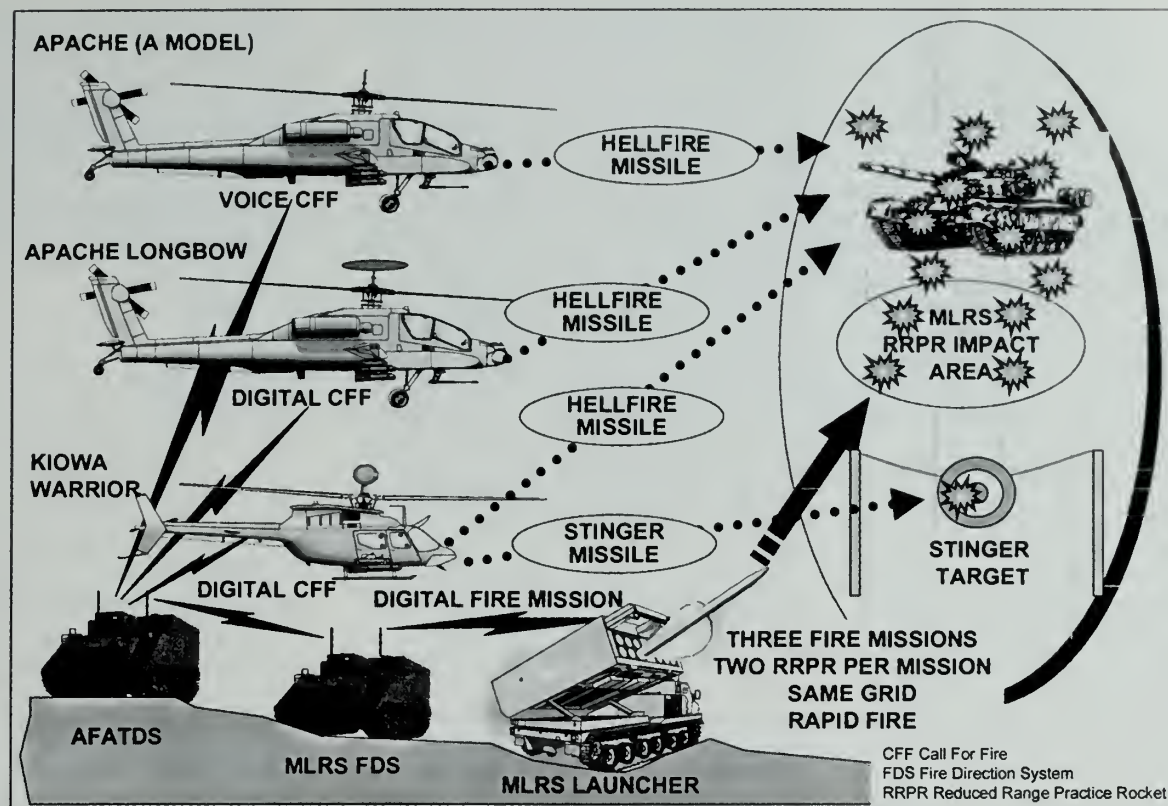 APACHE (A MODEL)
HELLFIRE
MISSILE
VOICE CFF
APACHE LONGBOW
HELLFIRE
MISSILE
MLRS
RRPR IMPACT
AREA
DIGITAL CFF
HELLFIRE
MISSILE
KIOWA
WARRIOR
STINGER
MISSILE
STINGER
TARGET
DIGITAL CFF
DIGITAL FIRE MISSION
THREE FIRE MISSIONS
TWO RRPR PER MISSION
SAME GRID
RAPID FIRE
AFATDS
MLRS FDS
MLRS LAUNCHER
CFF Call For Fire
FDS Fire Direction System
RRPR Reduced Range Practice Rocket